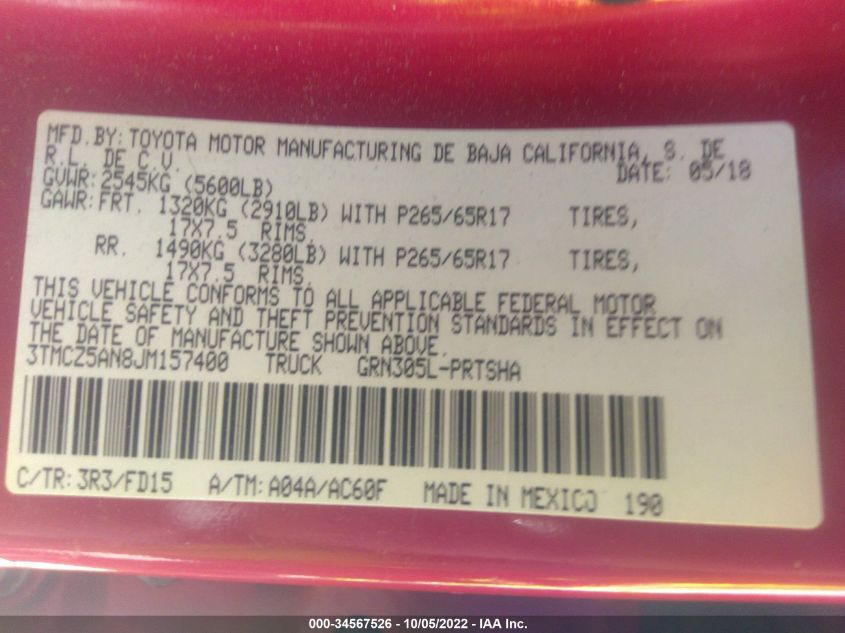 MFD.BY:TOYOTA MOTOR MANUFACTURING DE BAJA CALIFORNIA, S. DE
R.L. DE C.V. DATE: 05/18
GVWR:2545KG (5600LB)
GAWR:FRT. 1320KG (2910LB) WITH P265/65R17 TIRES,
17X7.5 RIMS,
RR. 1490KG (3280LB) WITH P265/65R17 TIRES,
17X7.5 RIMS,
THIS VEHICLE CONFORMS TO ALL APPLICABLE FEDERAL MOTOR
VEHICLE SAFETY AND THEFT PREVENTION STANDARDS IN EFFECT ON
THE DATE OF MANUFACTURE SHOWN ABOVE.
3TMCZ5AN8JM157400 TRUCK GRN305L-PRTSHA
C/TR:3R3/FD15 A/TM:A04A/AC60F MADE IN MEXICO 190
000-34567526 - 10/05/2022 - IAA Inc.